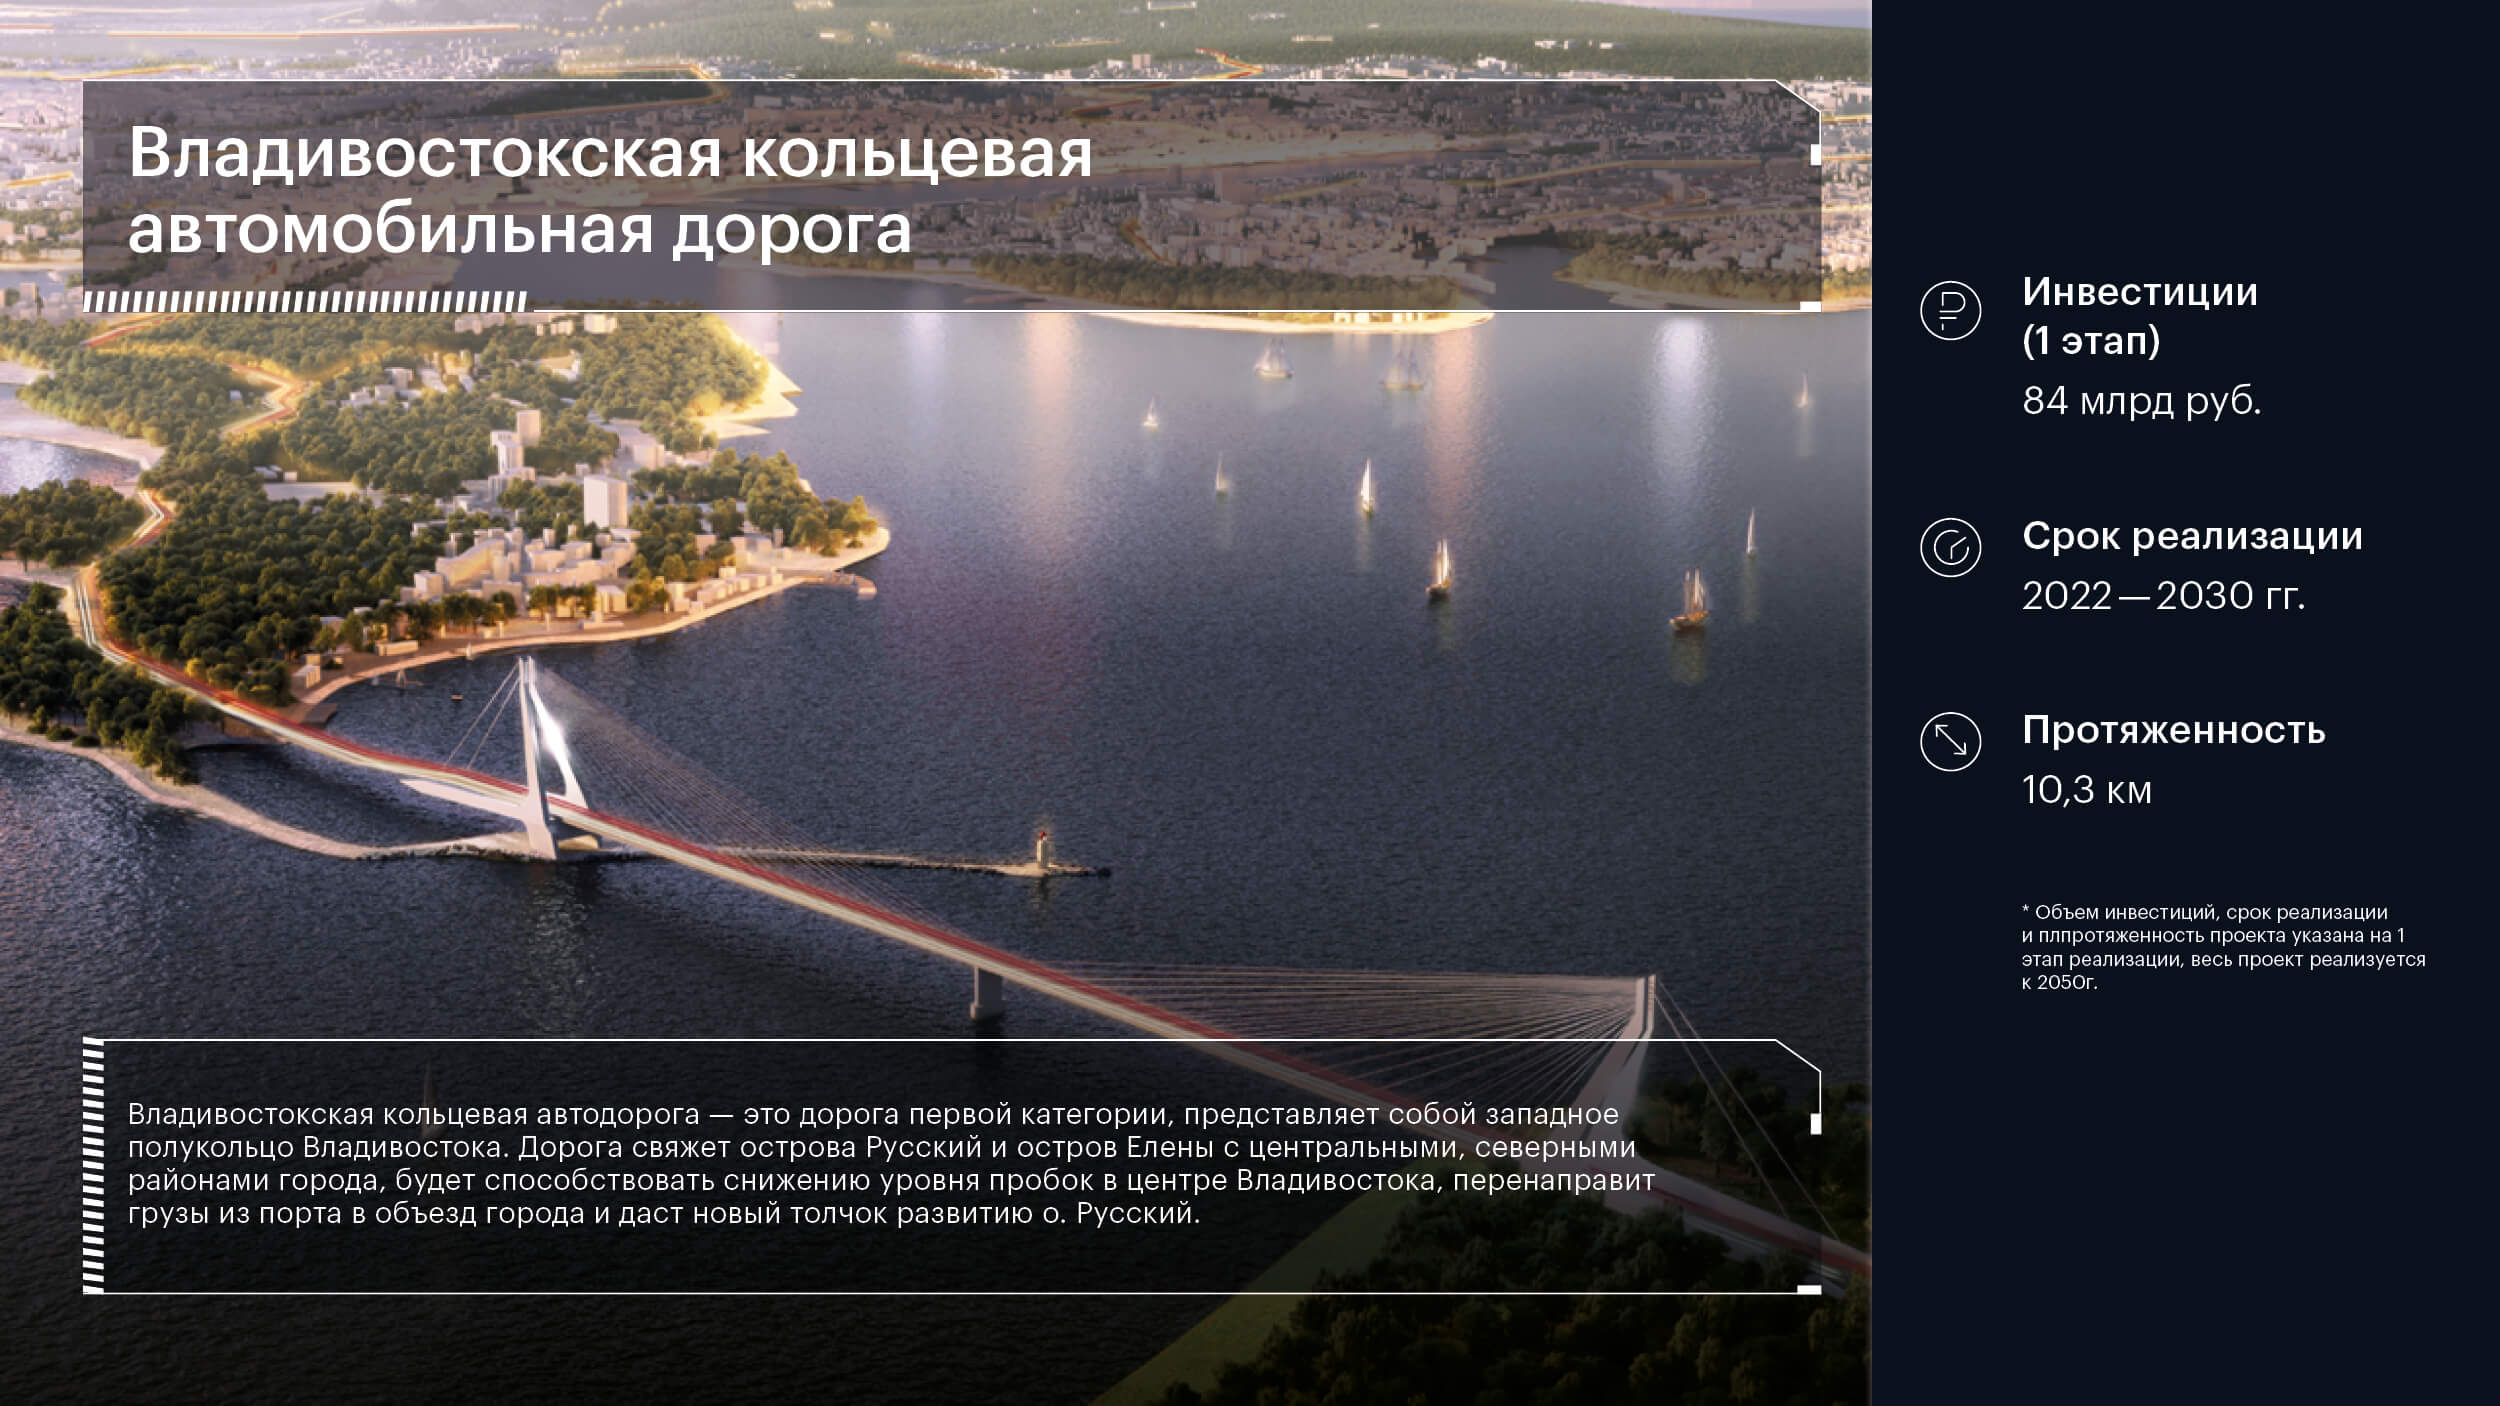 Владивостокская кольцевая
автомобильная дорога
Инвестиции
(1 этап)
84 млрд руб.
Срок реализации
2022 — 2030 гг.
Протяженность
10,3 км
* Объем инвестиций, срок реализации
и плпротяженность проекта указана на 1
этап реализации, весь проект реализуется
к 2050г.
Владивостокская кольцевая автодорога — это дорога первой категории, представляет собой западное
полукольцо Владивостока. Дорога свяжет острова Русский и остров Елены с центральными, северными
районами города, будет способствовать снижению уровня пробок в центре Владивостока, перенаправит
грузы из порта в объезд города и даст новый толчок развитию о. Русский.